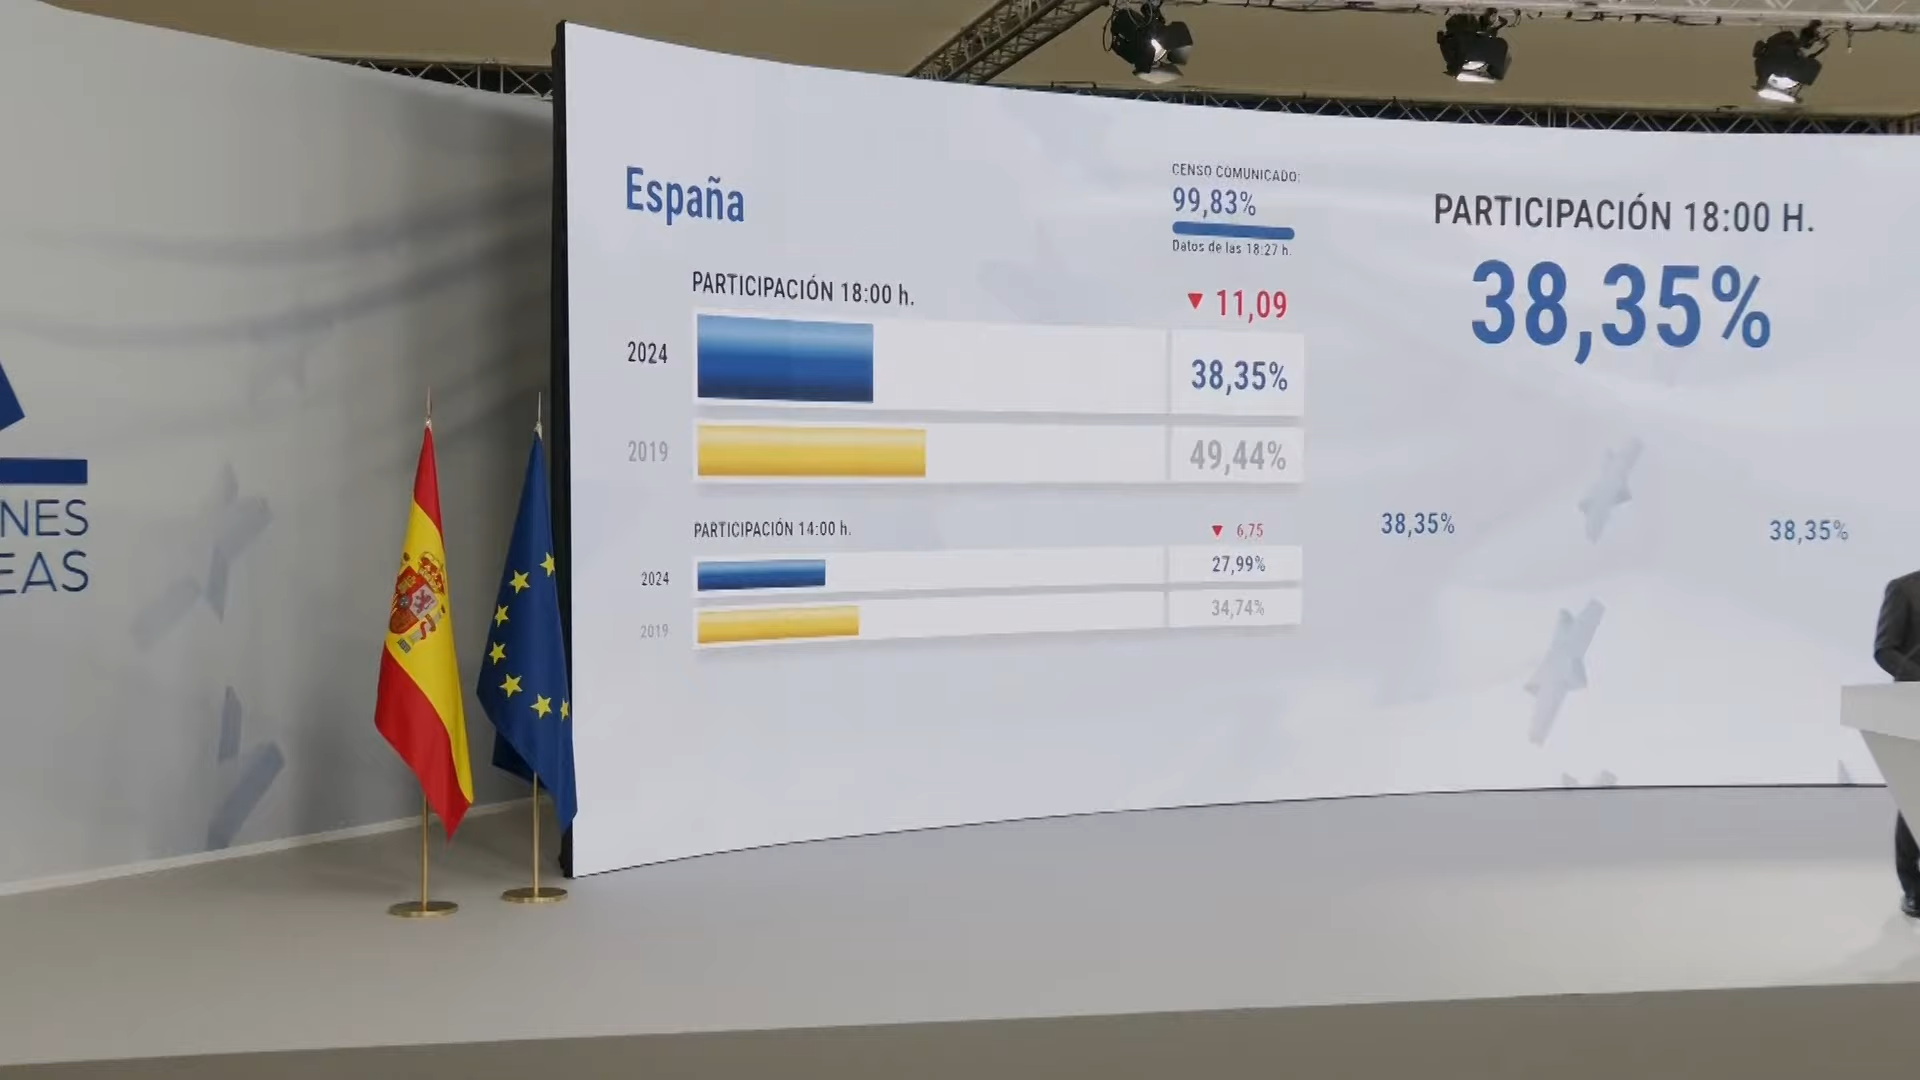 NES
EAS
España
CENSO COMUNICADO:
99,83%
Datos de las 18:27 h.
PARTICIPACIÓN 18:00 h.
▼ 11,09
2024
38,35%
2019
49,44%
PARTICIPACIÓN 14:00 h.
▼ 6,75
2024
27,99%
2019
34,74%
PARTICIPACIÓN 18:00 H.
38,35%
38,35%
38,35%